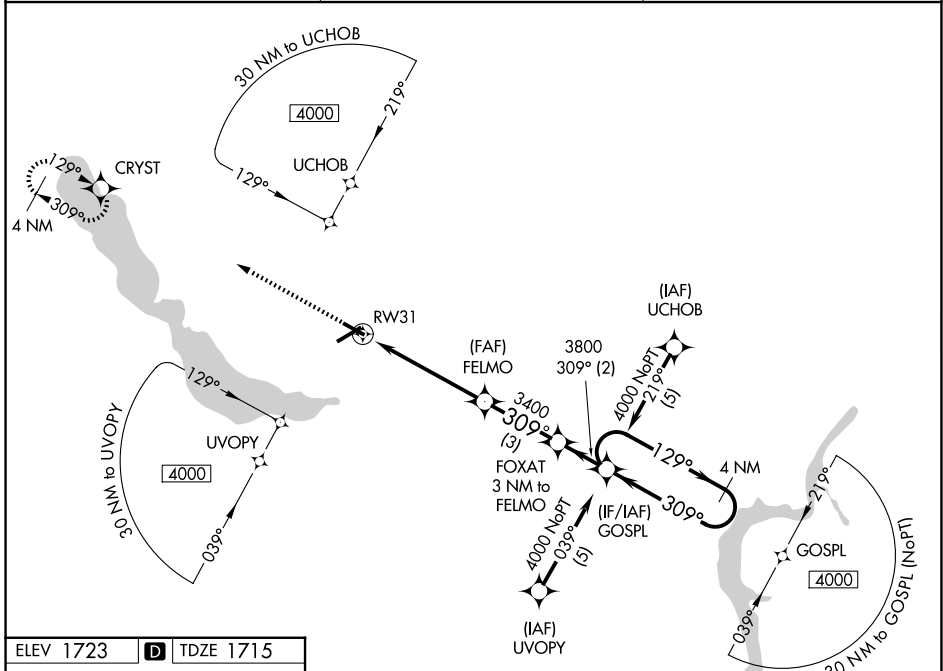 30 NM to UCHOB
4000
219°
UCHOB
129°
129°
CRYST
309°
4 NM
RW31
(IAF)
UCHOB
(FAF)
FELMO
3800
309° (2)
4000 NoPT
219°
(5)
3400
309°
(3)
129°
129°
4 NM
30 NM to UVOPY
UVOPY
4000
039°
FOXAT
3 NM to
FELMO
(IF/IAF)
GOSPL
309°
219°
GOSPL
4000
30 NM to GOSPL (NoPT)
039°
4000 NoPT
039°
(5)
(IAF)
UVOPY
ELEV 1723
D
TDZE 1715